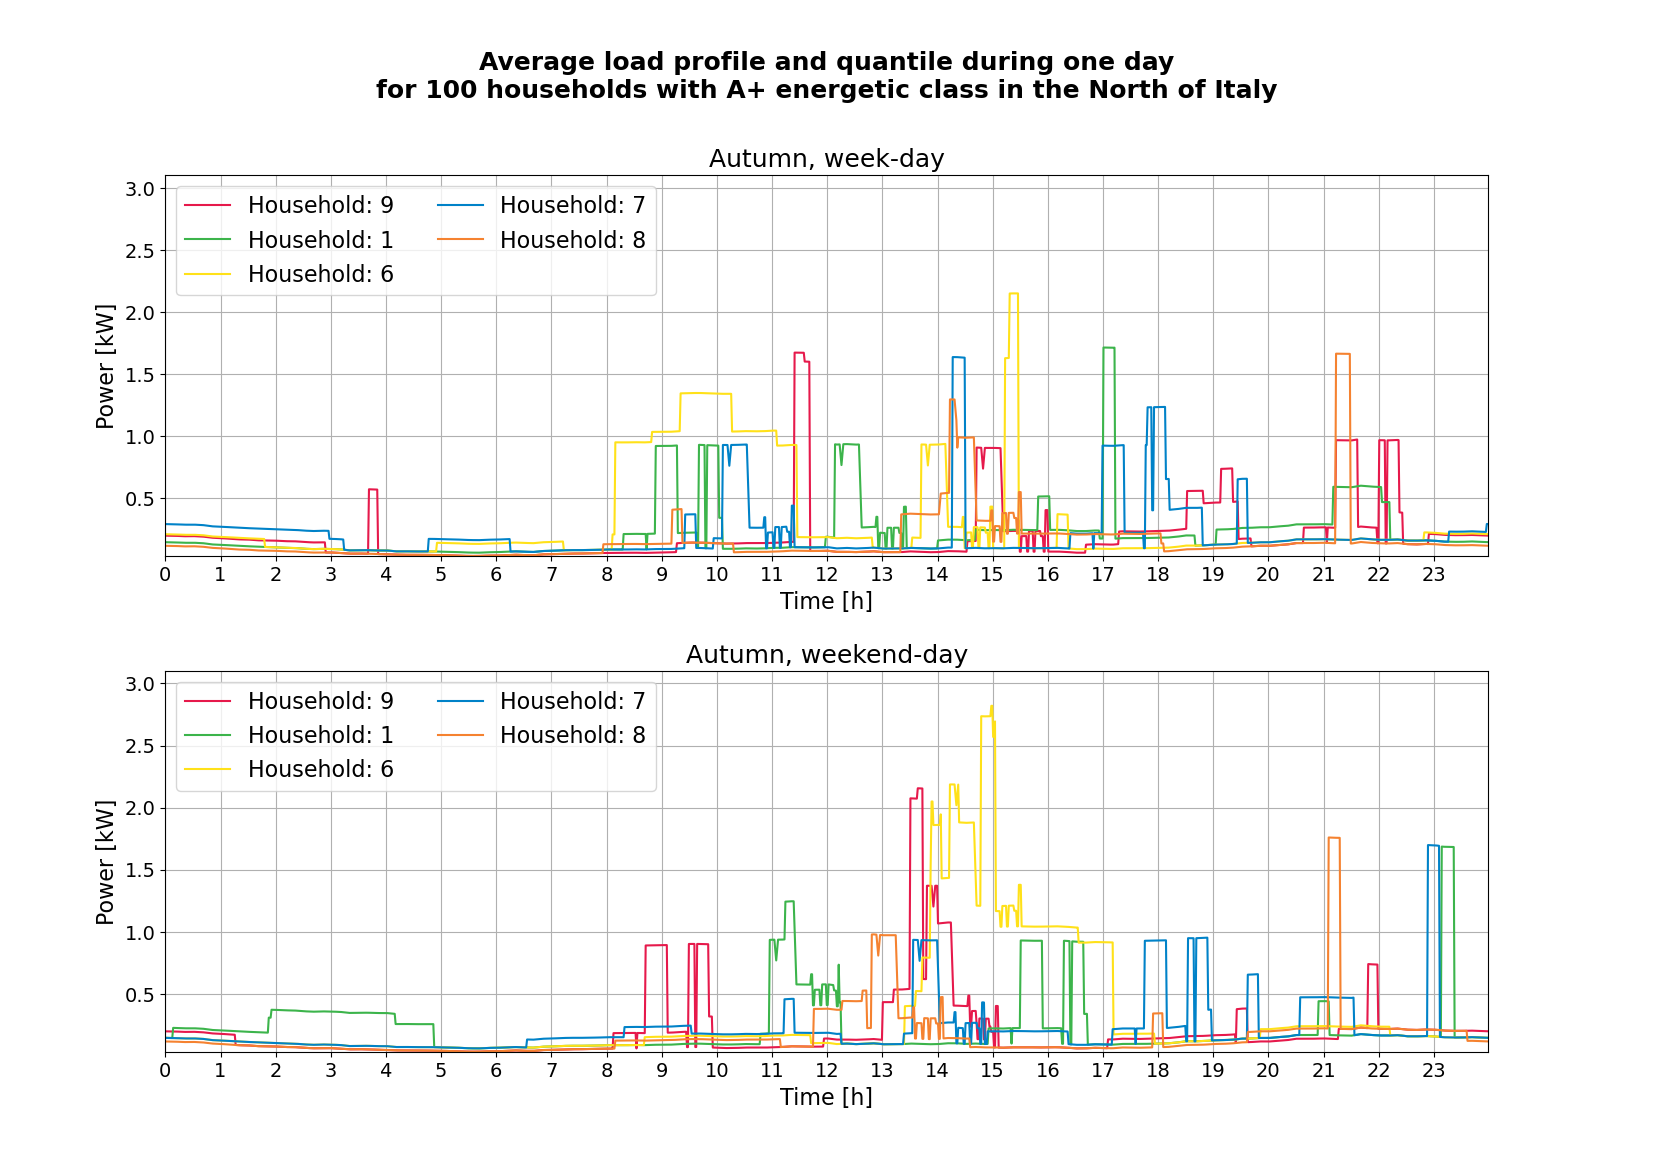 Average load profile and quantile during one day
for 100 households with A+ energetic class in the North of Italy
Autumn, week-day
3.0
2.5
2.0
1.5
1.0
0.5
Power [kW]
Household: 9
Household: 1
Household: 6
Household: 7
Household: 8
0 1 2 3 4 5 6 7 8 9 10 11 12 13 14 15 16 17 18 19 20 21 22 23
Time [h]
Autumn, weekend-day
3.0
2.5
2.0
1.5
1.0
0.5
Power [kW]
Household: 9
Household: 1
Household: 6
Household: 7
Household: 8
0 1 2 3 4 5 6 7 8 9 10 11 12 13 14 15 16 17 18 19 20 21 22 23
Time [h]